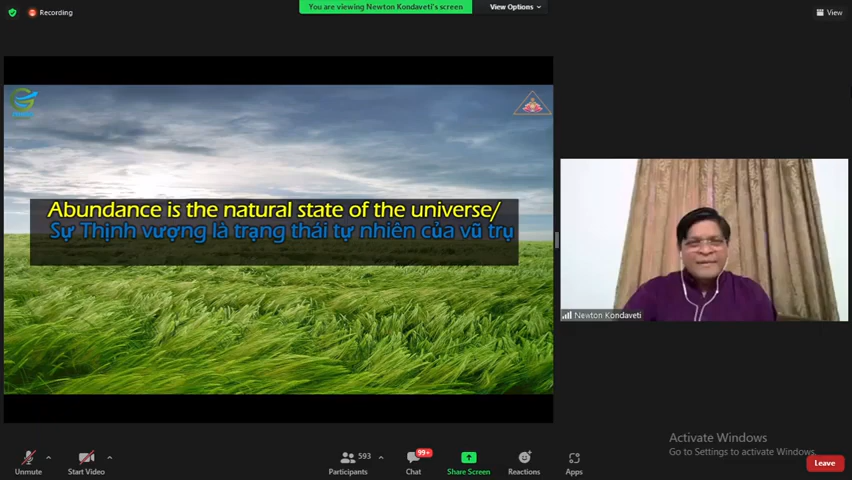 Recording
You are viewing Newton Kondaveti's screen
View Options
View
Abundance is the natural state of the universe/
Sự Thịnh vượng là trạng thái tự nhiên của vũ trụ
Newton Kondaveti
Activate Windows
Go to Settings to activate Windows.
Unmute
Start Video
593
Participants
99+
Chat
Share Screen
Reactions
Apps
Leave